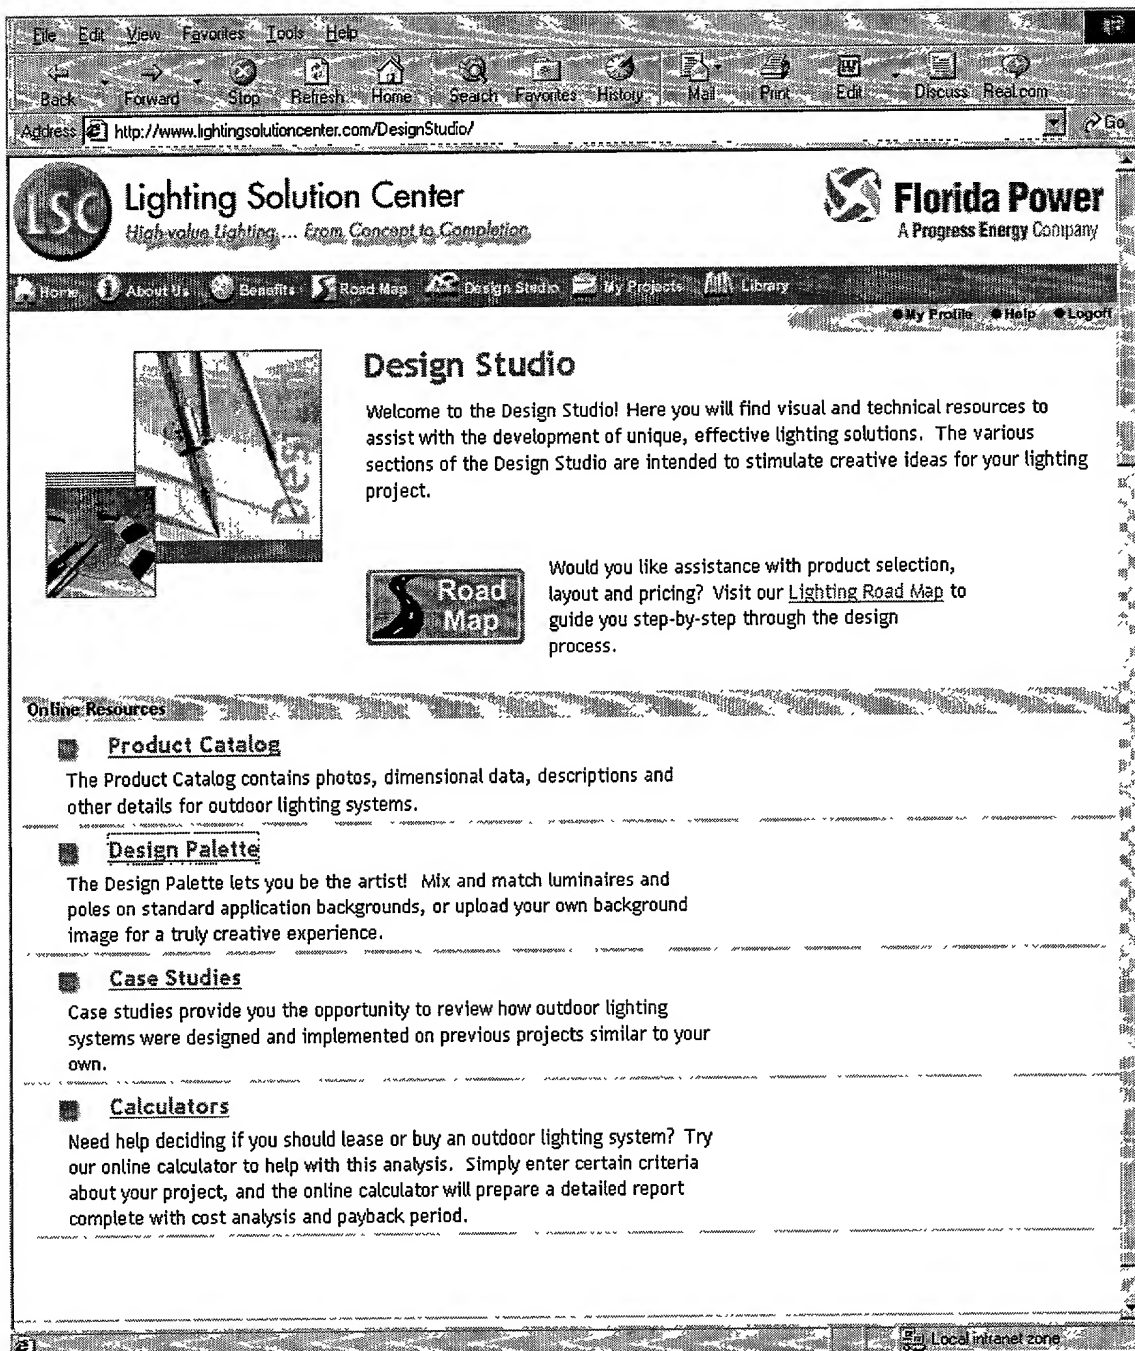 File Edit View Favorites Tools Help
Back Forward Stop Refresh Home Search Favorites History Mail Print Edit Discuss Real.com
Address http://www.lightingsolutioncenter.com/DesignStudio/ Go
LSC Lighting Solution Center
High-value Lighting... From Concept to Completion
Florida Power
A Progress Energy Company
Home About Us Benefits Road Map Design Studio My Projects Library
My Profile Help Logoff
Design Studio
Desi
Welcome to the Design Studio! Here you will find visual and technical resources to
assist with the development of unique, effective lighting solutions. The various
sections of the Design Studio are intended to stimulate creative ideas for your lighting
project.
Road
Map
Would you like assistance with product selection,
layout and pricing? Visit our Lighting Road Map to
guide you step-by-step through the design
process.
Online Resources
Product Catalog
The Product Catalog contains photos, dimensional data, descriptions and
other details for outdoor lighting systems.
Design Palette
The Design Palette lets you be the artist! Mix and match luminaires and
poles on standard application backgrounds, or upload your own background
image for a truly creative experience.
Case Studies
Case studies provide you the opportunity to review how outdoor lighting
systems were designed and implemented on previous projects similar to your
own.
Calculators
Need help deciding if you should lease or buy an outdoor lighting system? Try
our online calculator to help with this analysis. Simply enter certain criteria
about your project, and the online calculator will prepare a detailed report
complete with cost analysis and payback period.
Local intranet zone